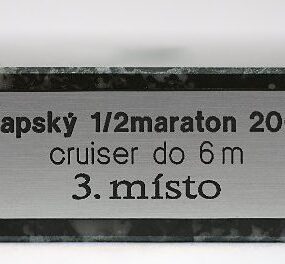 apský 1/2maraton 20
cruiser do 6 m
3. místo